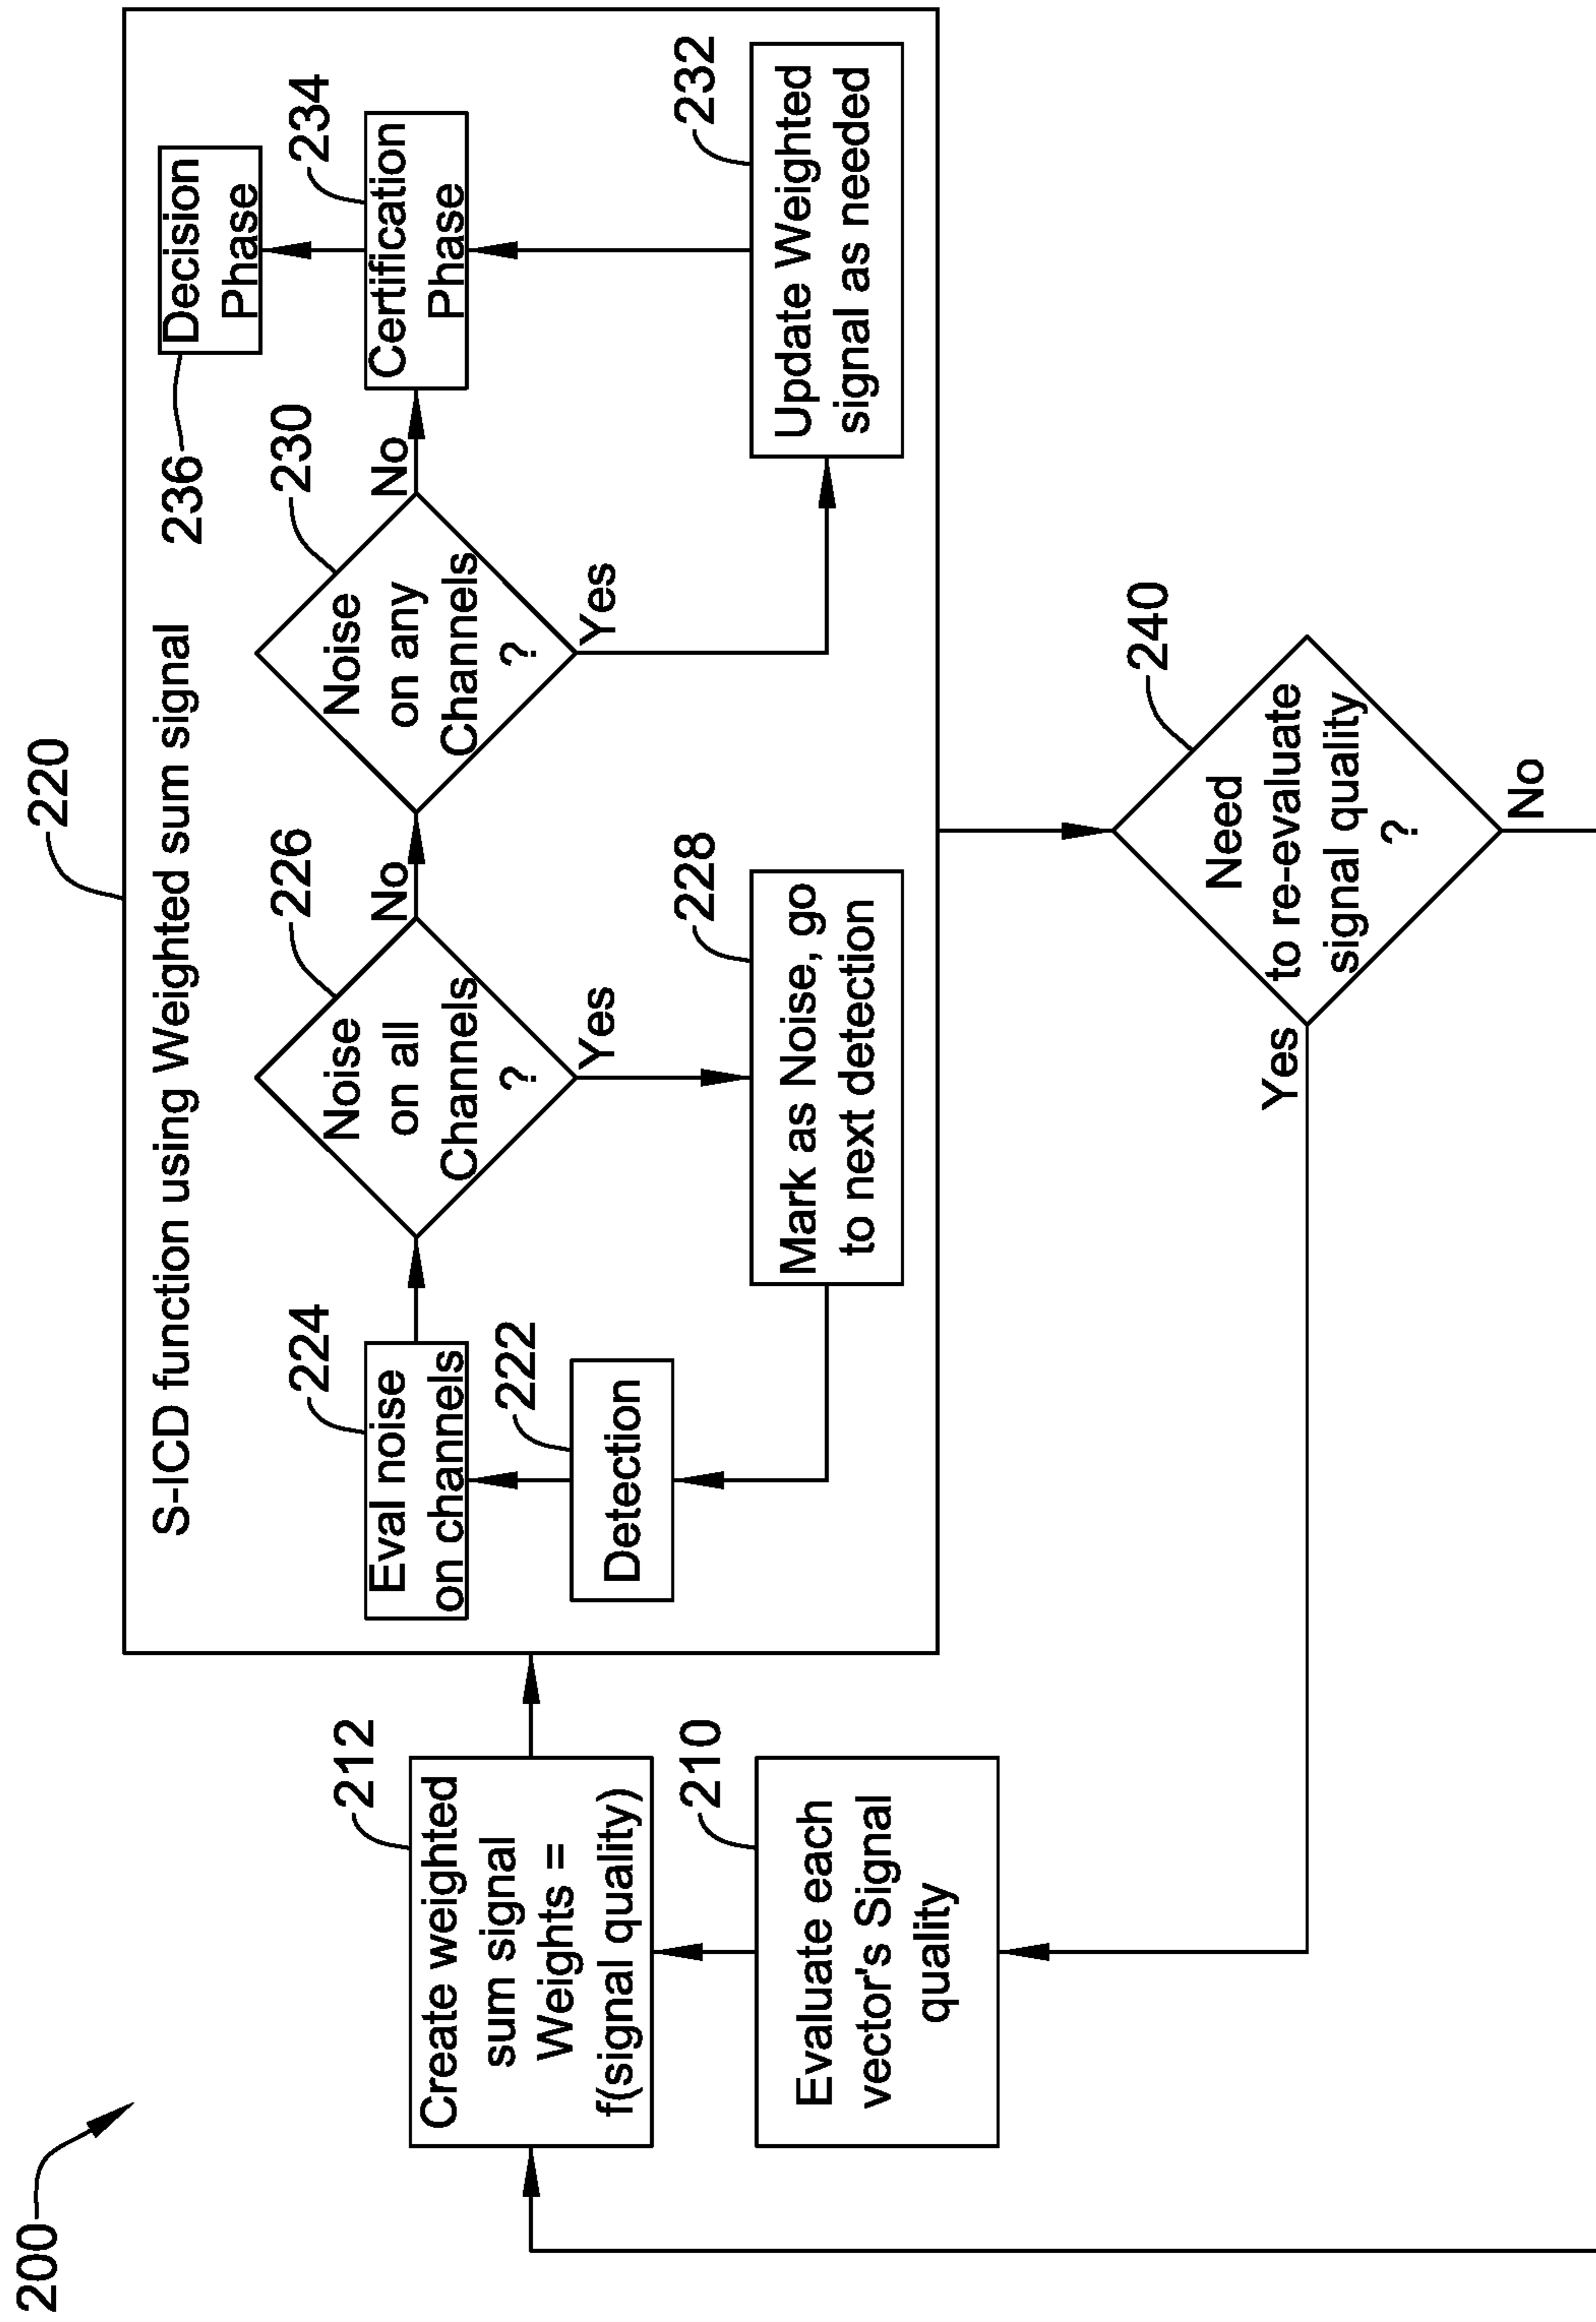 200
220
S-ICD function using Weighted sum signal
212
Create weighted
sum signal
Weights =
f(signal quality)
210
Evaluate each
vector's Signal
quality
224
Eval noise
on channels
222
Detection
226
Noise
on all
Channels
?
No
Yes
228
Mark as Noise, go
to next detection
230
Noise
on any
Channels
?
No
Yes
232
Update Weighted
signal as needed
234
Certification
Phase
236
Decision
Phase
240
Need
to re-evaluate
signal quality
?
Yes
No